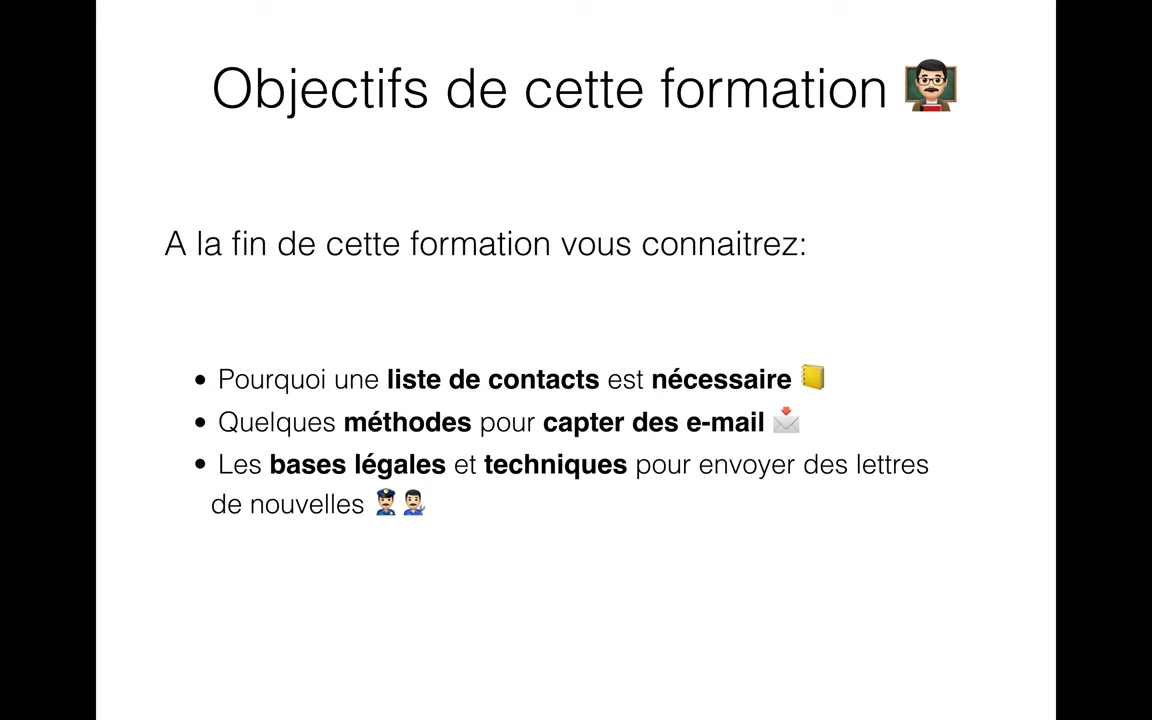 Objectifs de cette formation 👨🏻‍🏫
A la fin de cette formation vous connaitrez:
• Pourquoi une liste de contacts est nécessaire 📒
• Quelques méthodes pour capter des e-mail 📩
• Les bases légales et techniques pour envoyer des lettres
de nouvelles 👮🏻‍♂️👨🏻‍🔧